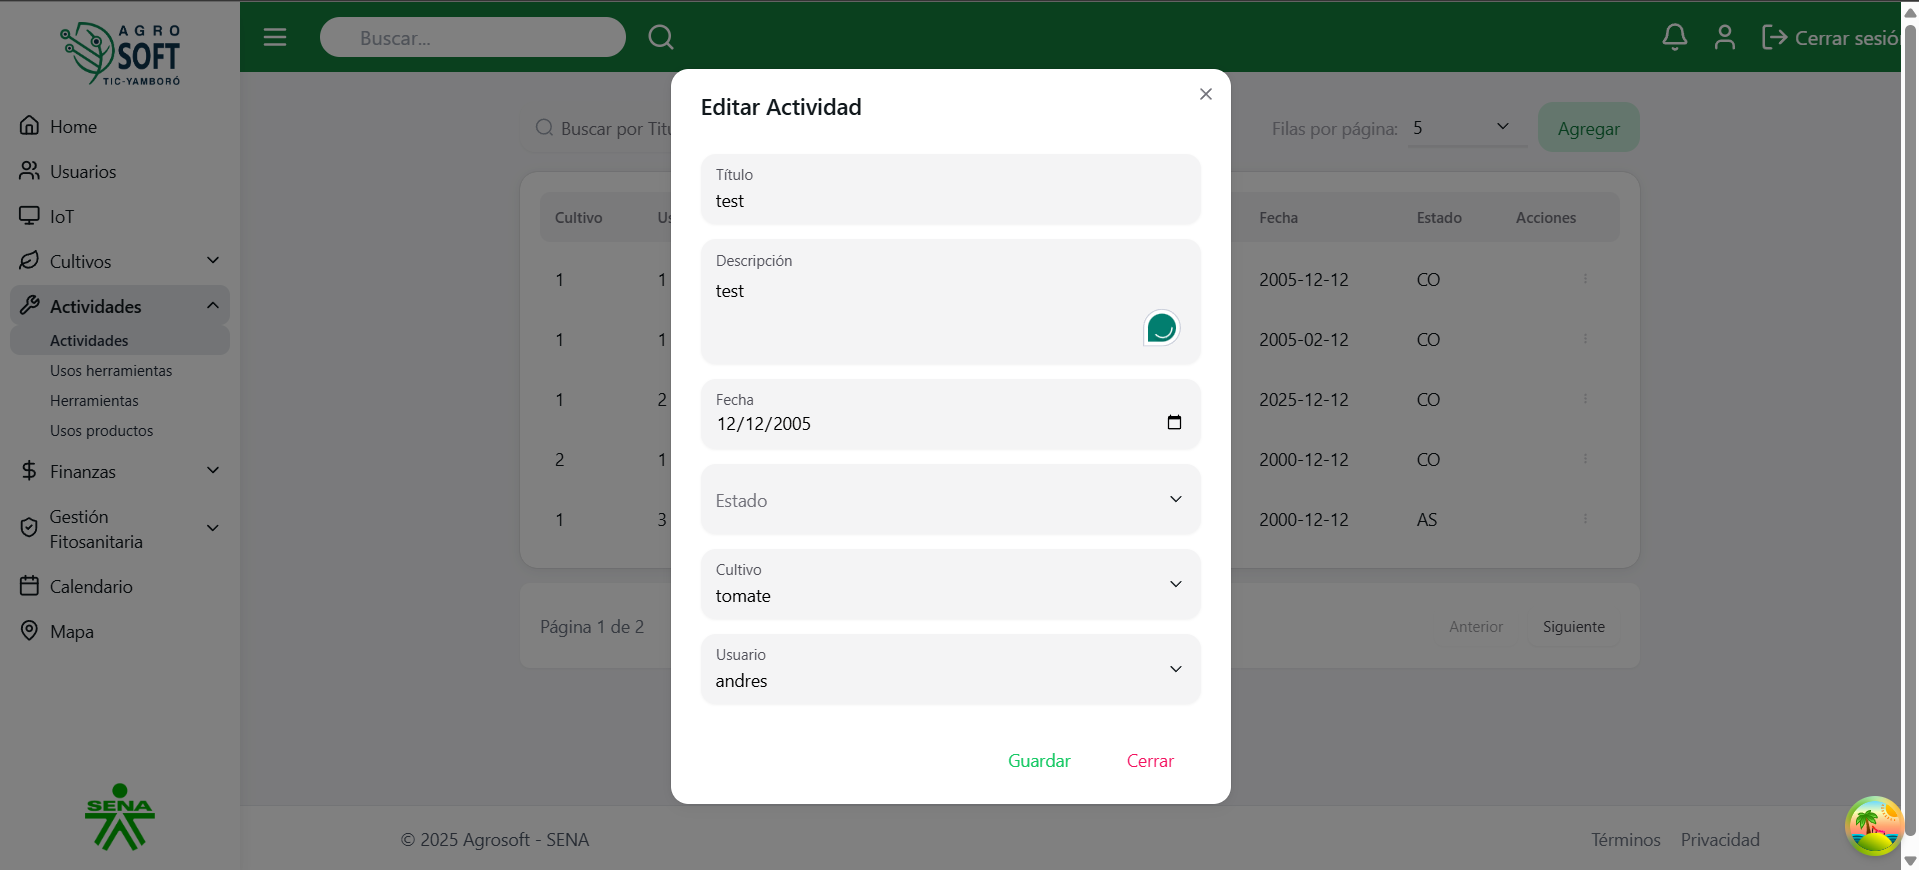 AGRO
SOFT
TIC-YAMBORÓ
Buscar...
Cerrar sesión
Home
Usuarios
IoT
Cultivos
Actividades
Actividades
Usos herramientas
Herramientas
Usos productos
Finanzas
Gestión
Fitosanitaria
Calendario
Mapa
SENA
Buscar por Titu
Filas por página: 5
Agregar
Cultivo Us Fecha Estado Acciones
1 1 2005-12-12 CO
1 1 2005-02-12 CO
1 2 2025-12-12 CO
2 1 2000-12-12 CO
1 3 2000-12-12 AS
Página 1 de 2
Anterior Siguiente
Editar Actividad
Título
test
Descripción
test
Fecha
12/12/2005
Estado
Cultivo
tomate
Usuario
andres
Guardar Cerrar
© 2025 Agrosoft - SENA
Términos Privacidad